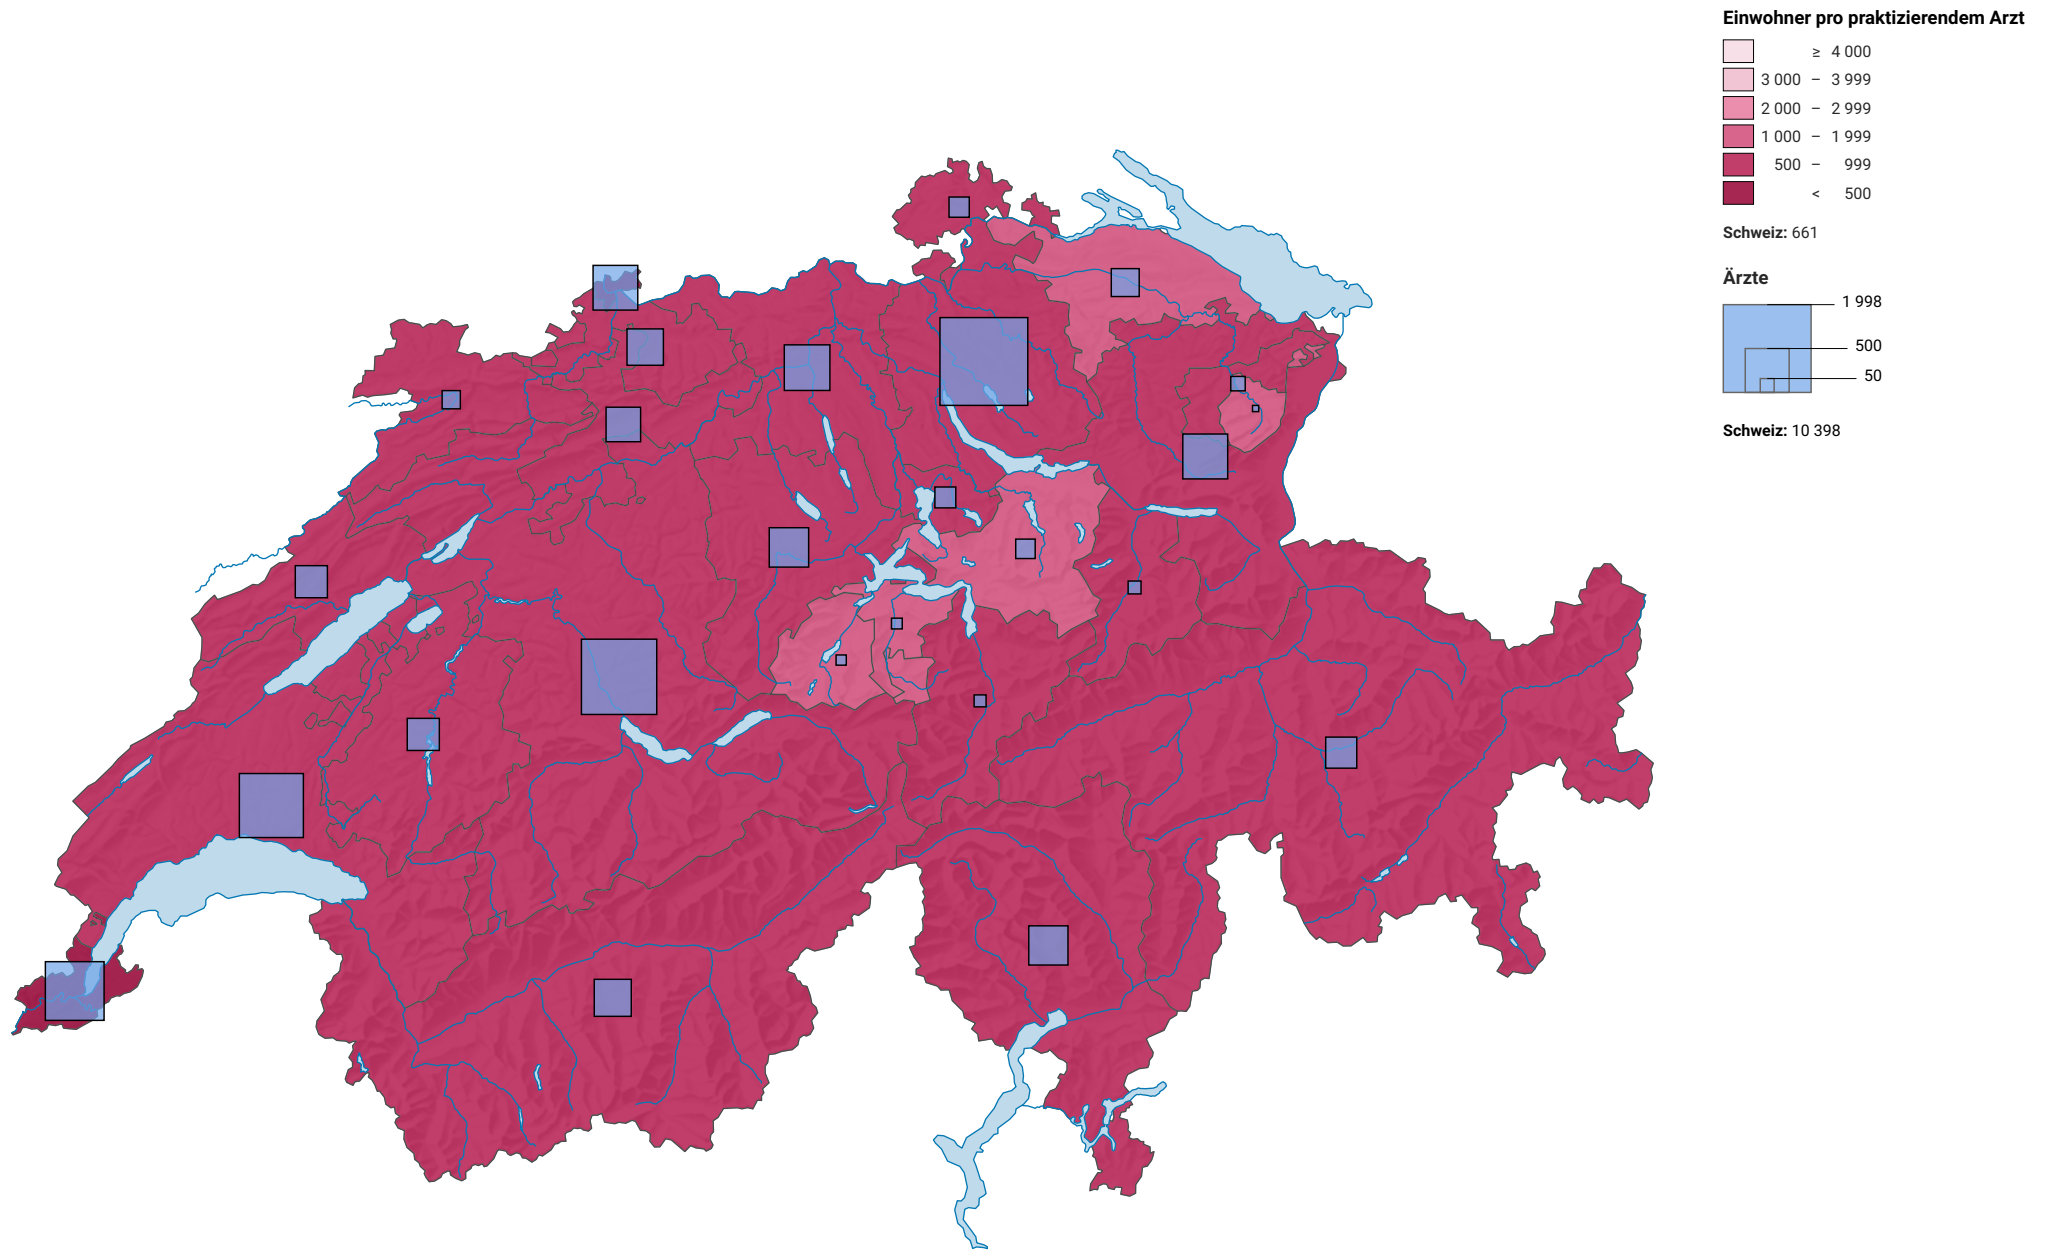 Einwohner pro praktizierendem Arzt
≥ 4 000
3 000 – 3 999
2 000 – 2 999
1 000 – 1 999
500 – 999
< 500
Schweiz: 661
Ärzte
1 998
500
50
Schweiz: 10 398